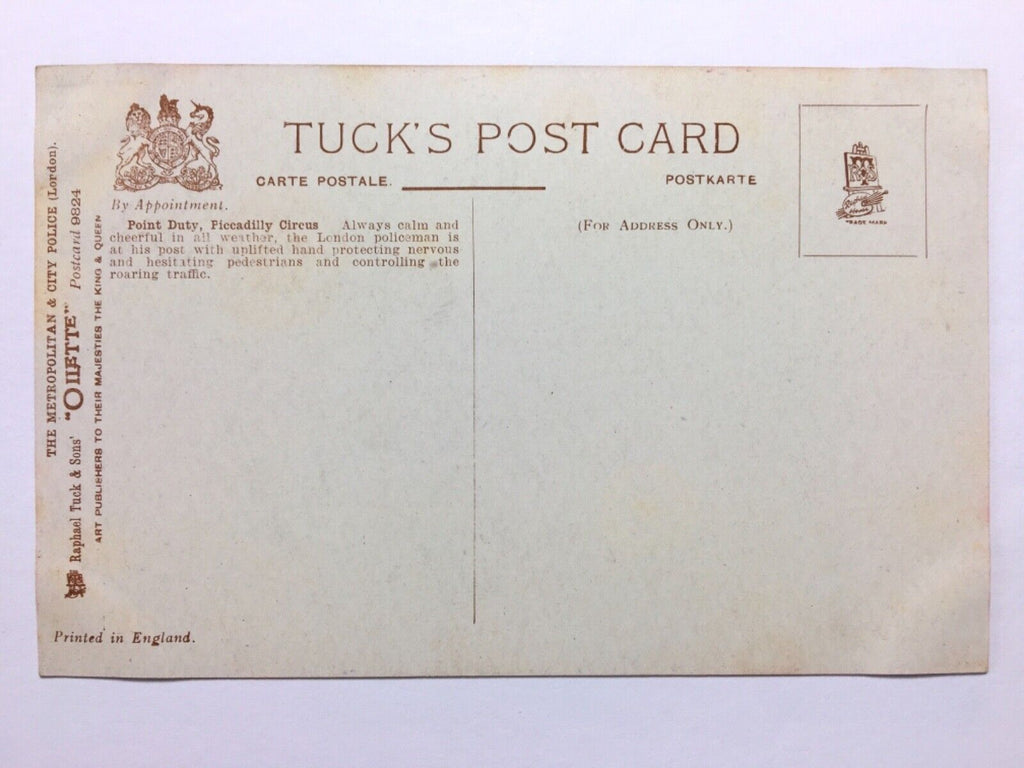 TUCK'S POST CARD
CARTE POSTALE.
POSTKARTE
By Appointment.
(FOR ADDRESS ONLY.)
Point Duty, Piccadilly Circus Always calm and
cheerful in all weather, the London policeman is
at his post with uplifted hand protecting nervous
and hesitating pedestrians and controlling the
roaring traffic.
TRADE MARK
THE METROPOLITAN & CITY POLICE (London).
Raphael Tuck & Sons' "OILETTE" Postcard 9824
ART PUBLISHERS TO THEIR MAJESTIES THE KING & QUEEN
Printed in England.